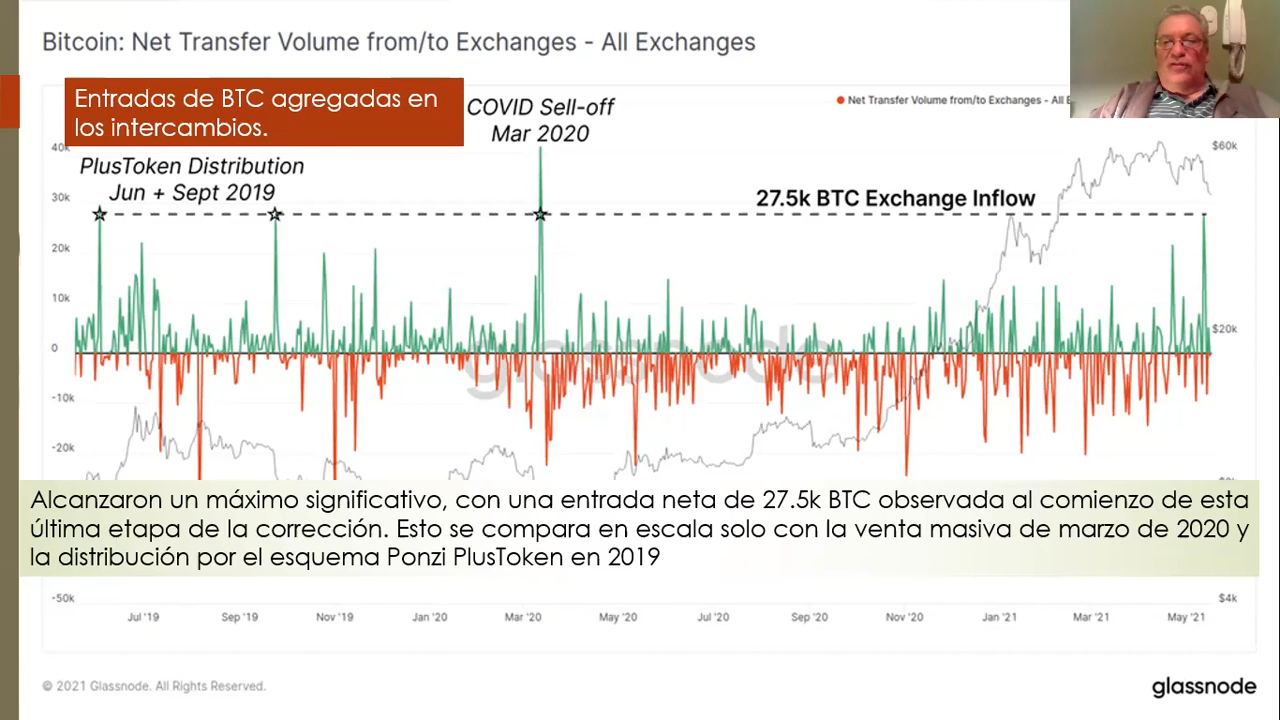 Bitcoin: Net Transfer Volume from/to Exchanges - All Exchanges
Entradas de BTC agregadas en
los intercambios.
COVID Sell-off
Mar 2020
Net Transfer Volume from/to Exchanges - All
PlusToken Distribution
Jun + Sept 2019
27.5k BTC Exchange Inflow
40k
30k
20k
10k
0
-10k
-20k
$60k
$20k
glassnode
Alcanzaron un máximo significativo, con una entrada neta de 27.5k BTC observada al comienzo de esta
última etapa de la corrección. Esto se compara en escala solo con la venta masiva de marzo de 2020 y
la distribución por el esquema Ponzi PlusToken en 2019
-50k
$4k
Jul '19 Sep '19 Nov '19 Jan '20 Mar '20 May '20 Jul '20 Sep '20 Nov '20 Jan '21 Mar '21 May '21
© 2021 Glassnode. All Rights Reserved.
glassnode